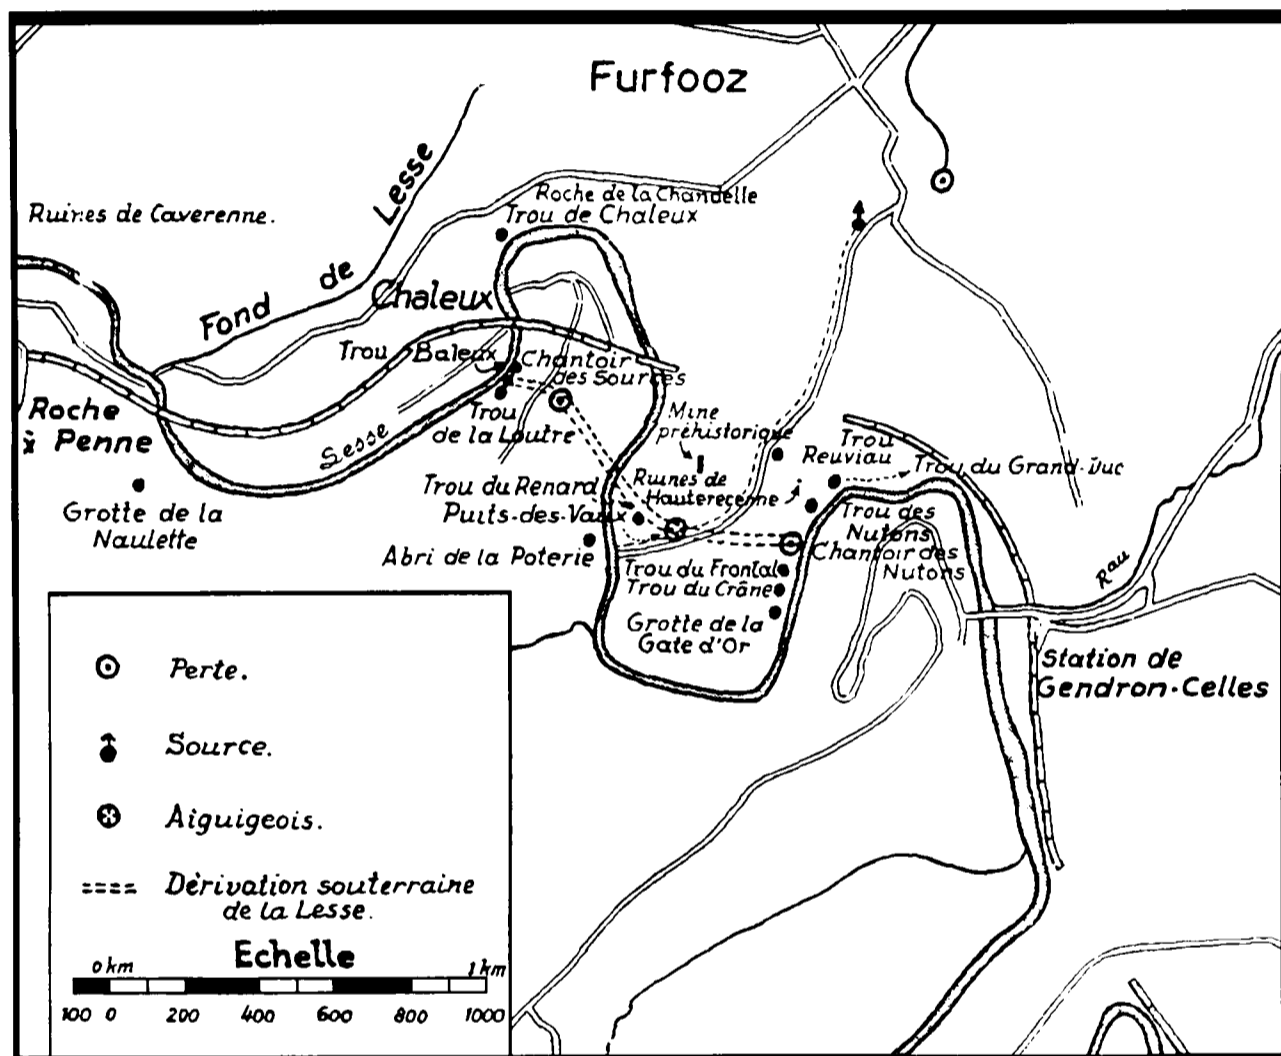 Furfooz
Fond de Lesse
Roche de la Chandelle
Trou de Chaleux
Ruines de Caverenne.
Chaleux
Trou Baleux
Chantoir
des Sources
Roche
à Penne
Trou
de la Loutre
Lesse
Mine
préhistorique
Trou
Reuviau
Trou du Grand-Duc
Trou du Renard
Ruines de
Hauterecenne
Puits-des-Vaux
Grotte de la
Naulette
Abri de la Poterie
Trou des
Nutons
Chantoir des
Nutons
Trou du Frontal
Trou du Crâne
Grotte de la
Gate d'Or
Rau
Station de
Gendron-Celles
Perte.
Source.
Aiguigeois.
Dérivation souterraine
de la Lesse.
Echelle
0 km 1 km
100 0 200 400 600 800 1000